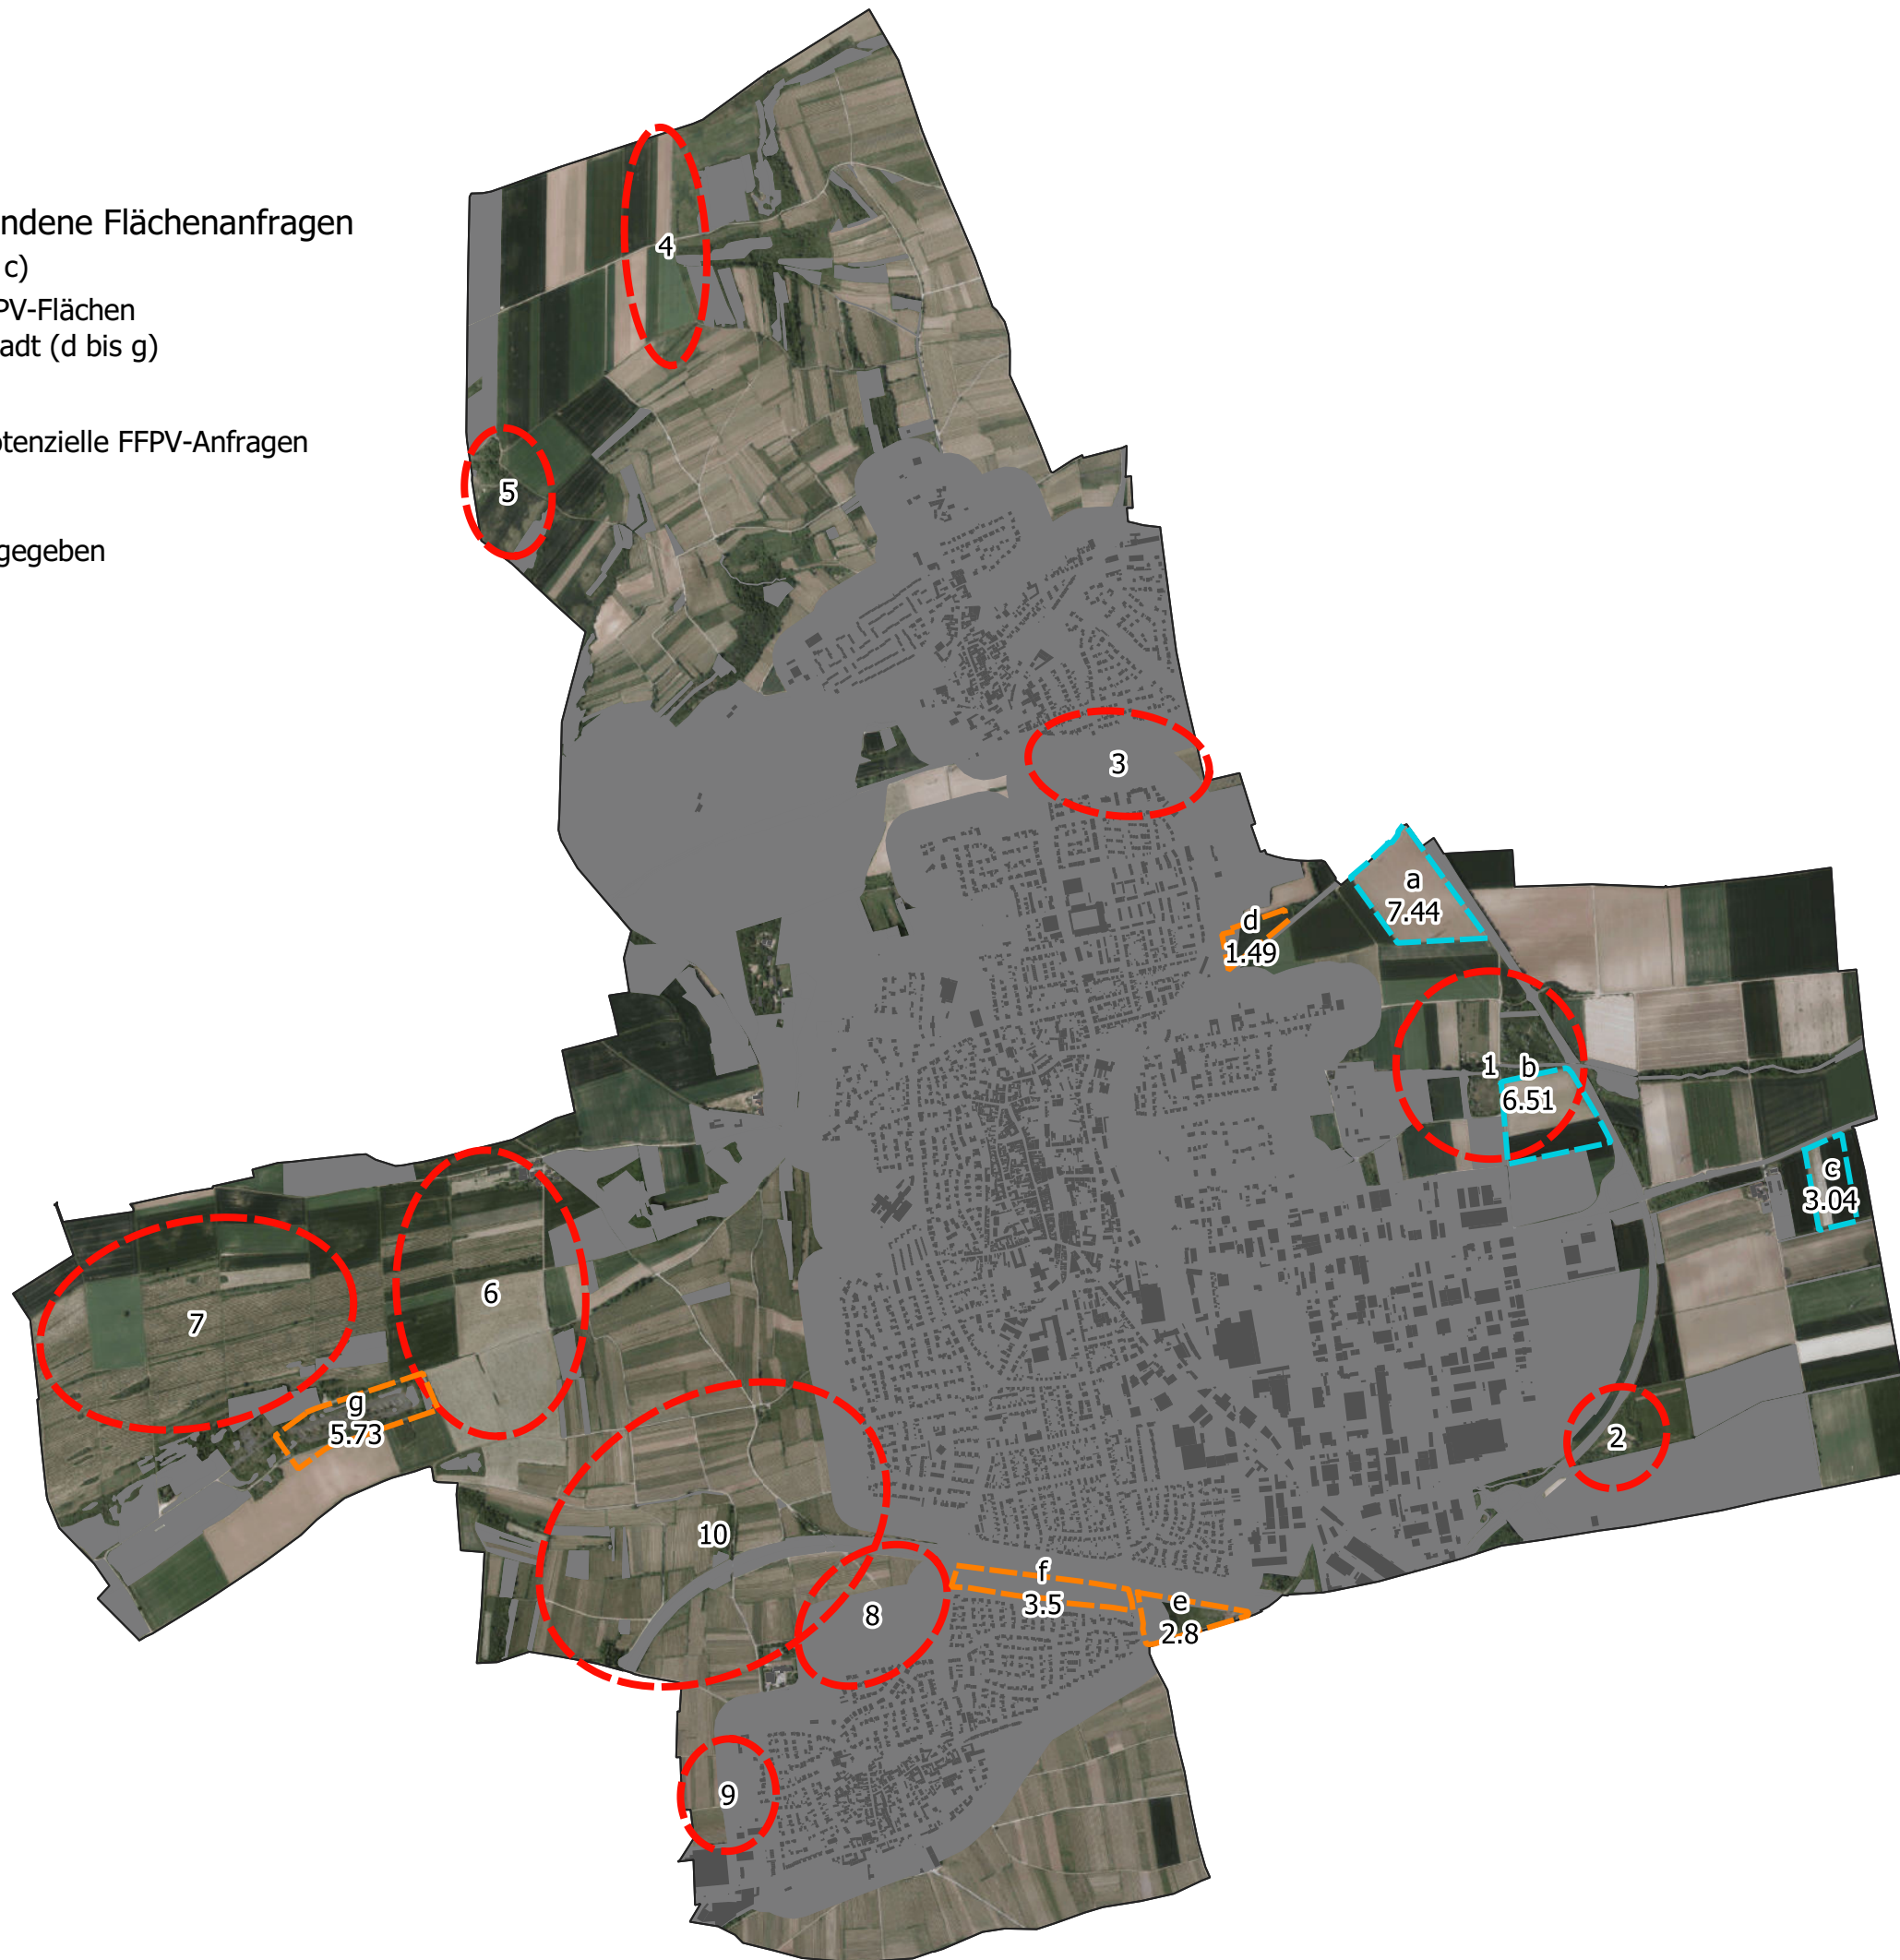 ndene Flächenanfragen
c)
PV-Flächen
adt (d bis g)
otenzielle FFPV-Anfragen
gegeben
4
5
3
a
7.44
d
1.49
1
b
6.51
c
3.04
6
7
g
5.73
2
10
f
3.5
e
2.8
8
9